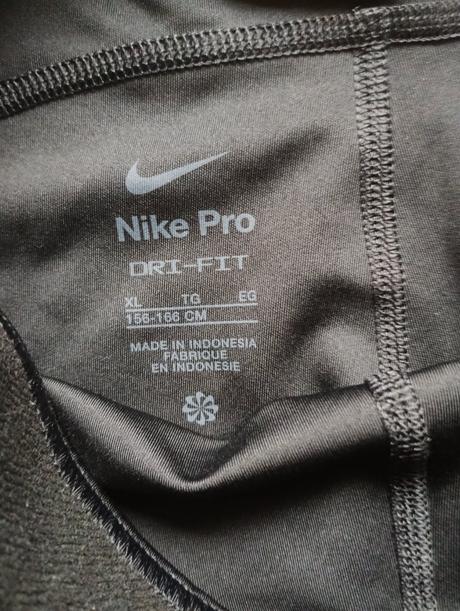 Nike Pro
DRI-FIT
XL TG EG
156-166 CM
MADE IN INDONESIA
FABRIQUE
EN INDONESIE